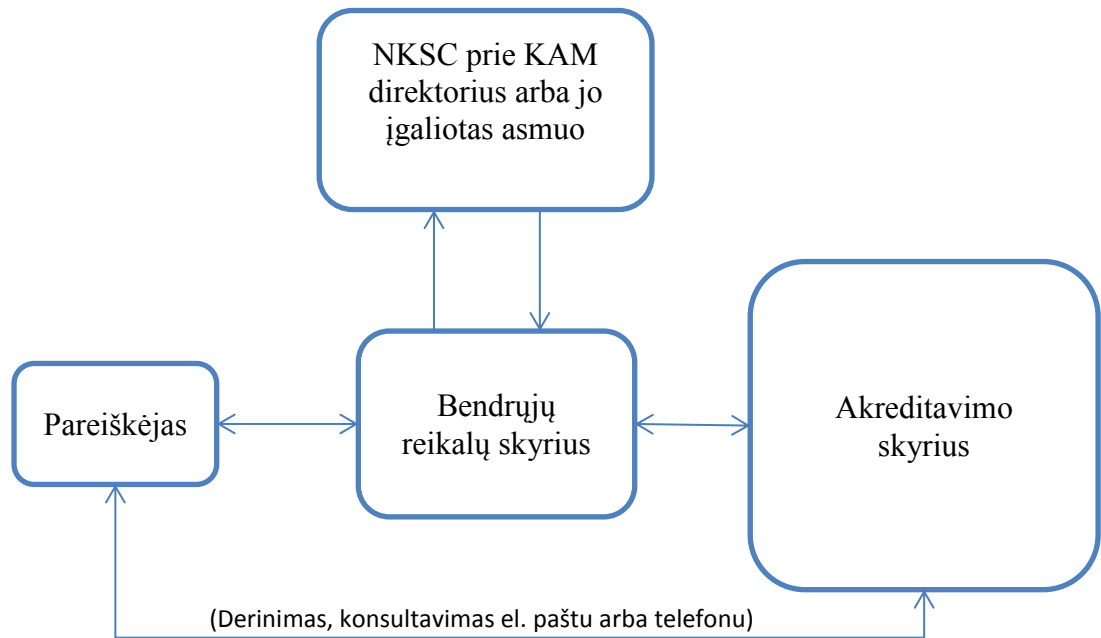 NKSC prie KAM
direktorius arba jo
įgaliotas asmuo
Pareiškėjas
Bendrųjų
reikalų skyrius
Akreditavimo
skyrius
(Derinimas, konsultavimas el. paštu arba telefonu)